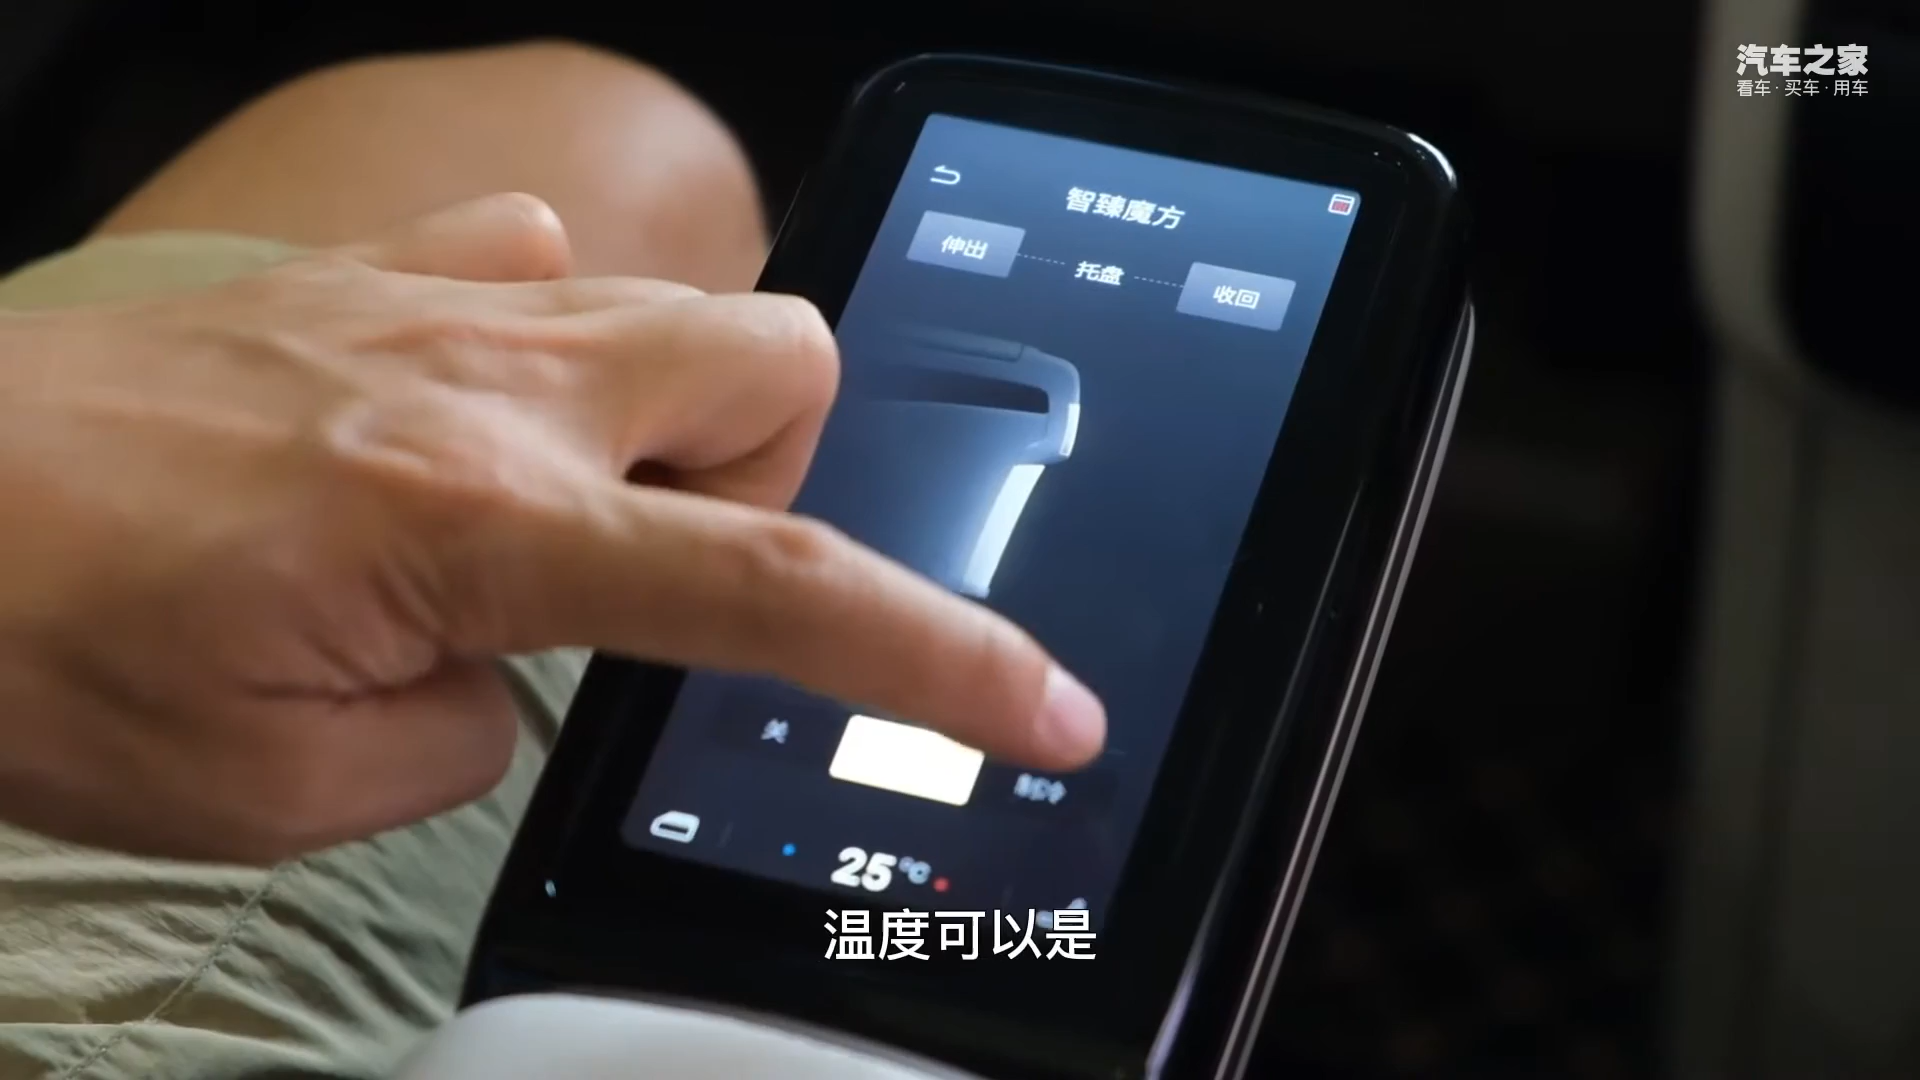 汽车之家
看车·买车·用车
智臻魔方
伸出
托盘
收回
关
制冷
25°C
温度可以是